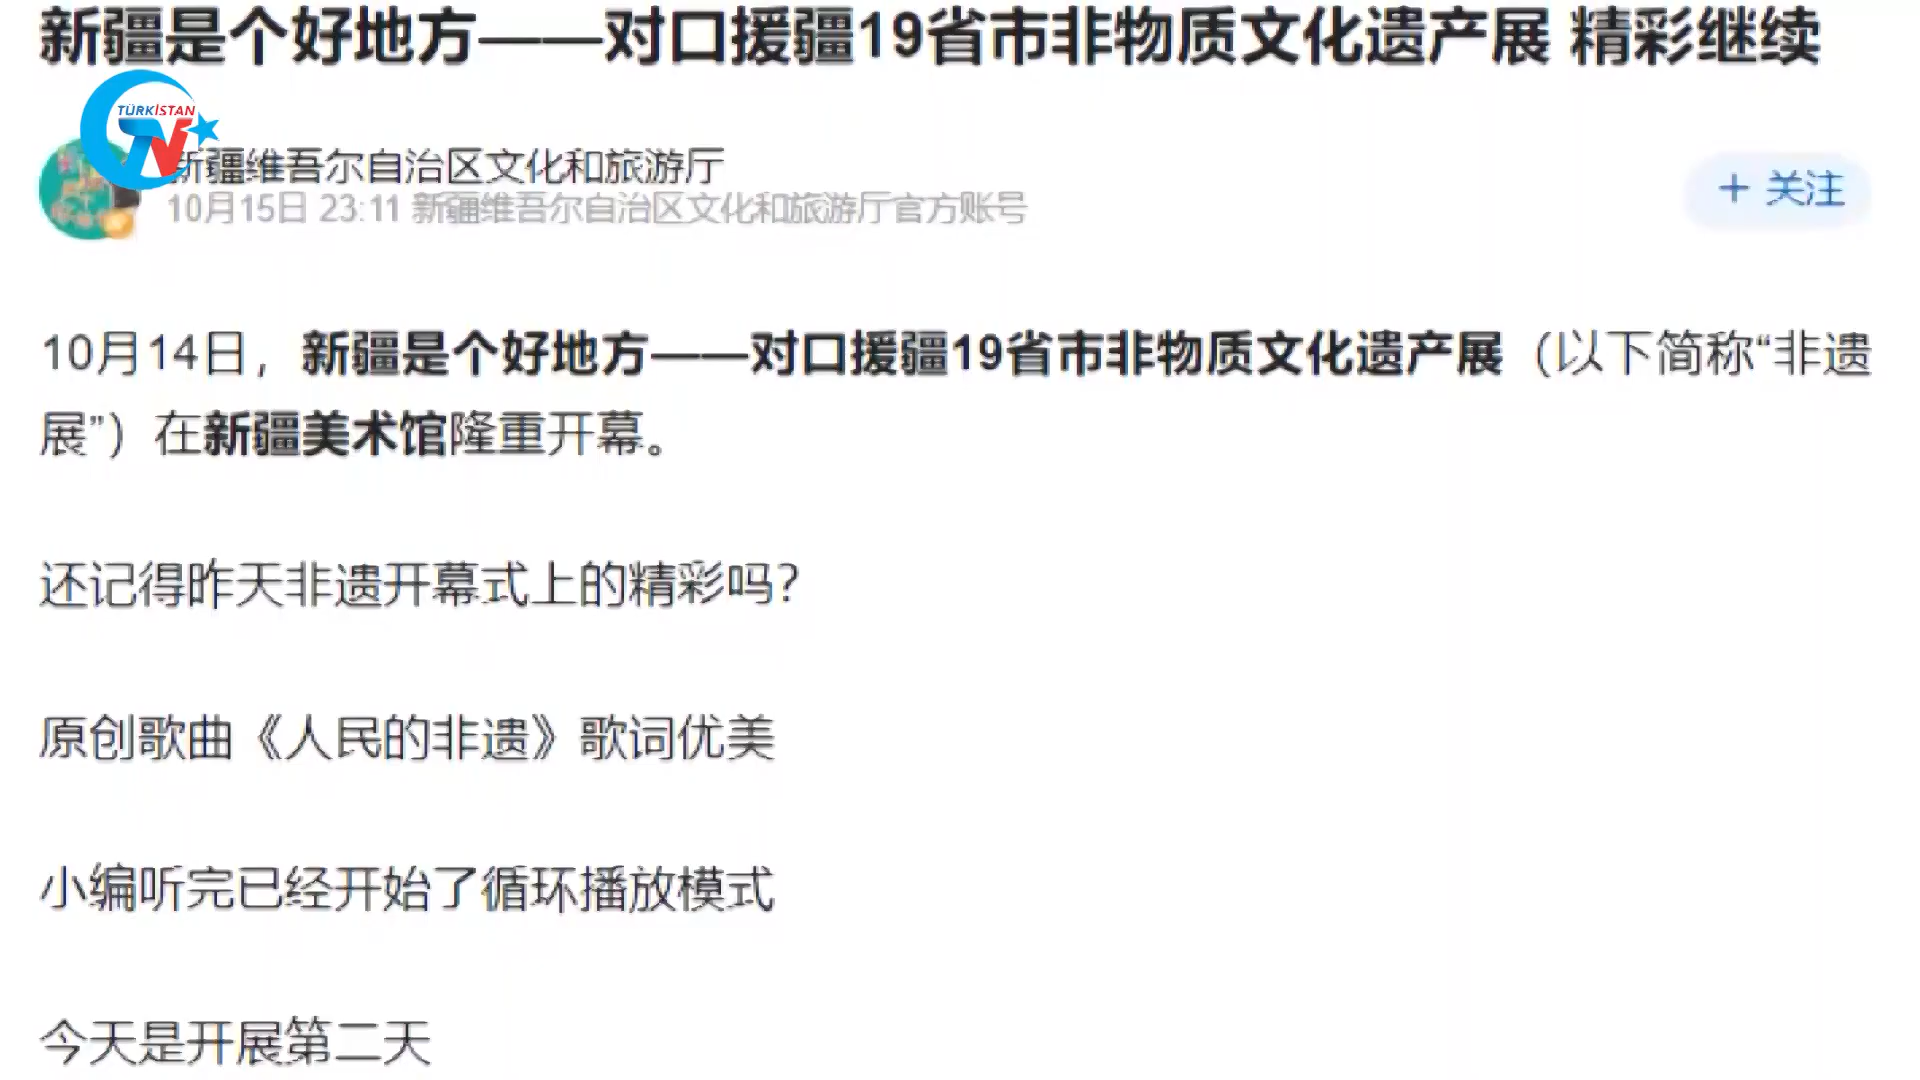 新疆是个好地方——对口援疆19省市非物质文化遗产展 精彩继续
TÜRKİSTAN
TV
新疆维吾尔自治区文化和旅游厅
10月15日 23:11 新疆维吾尔自治区文化和旅游厅官方账号
+ 关注
10月14日，新疆是个好地方——对口援疆19省市非物质文化遗产展（以下简称“非遗
展”）在新疆美术馆隆重开幕。
还记得昨天非遗开幕式上的精彩吗？
原创歌曲《人民的非遗》歌词优美
小编听完已经开始了循环播放模式
今天是开展第二天